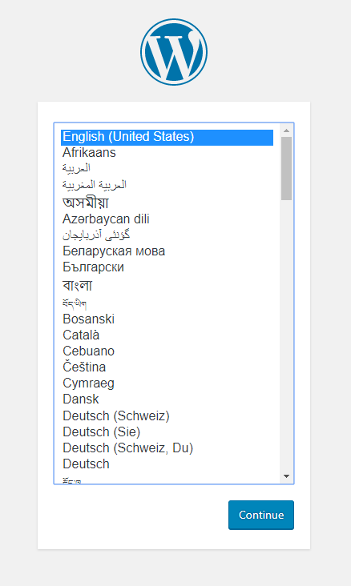 English (United States)
Afrikaans
العربية
العربية المغربية
অসমীয়া
Azərbaycan dili
گؤنئی آذربایجان
Беларуская мова
Български
বাংলা
བོད་ཡིག
Bosanski
Català
Cebuano
Čeština
Cymraeg
Dansk
Deutsch (Schweiz)
Deutsch (Sie)
Deutsch (Schweiz, Du)
Deutsch
Continue